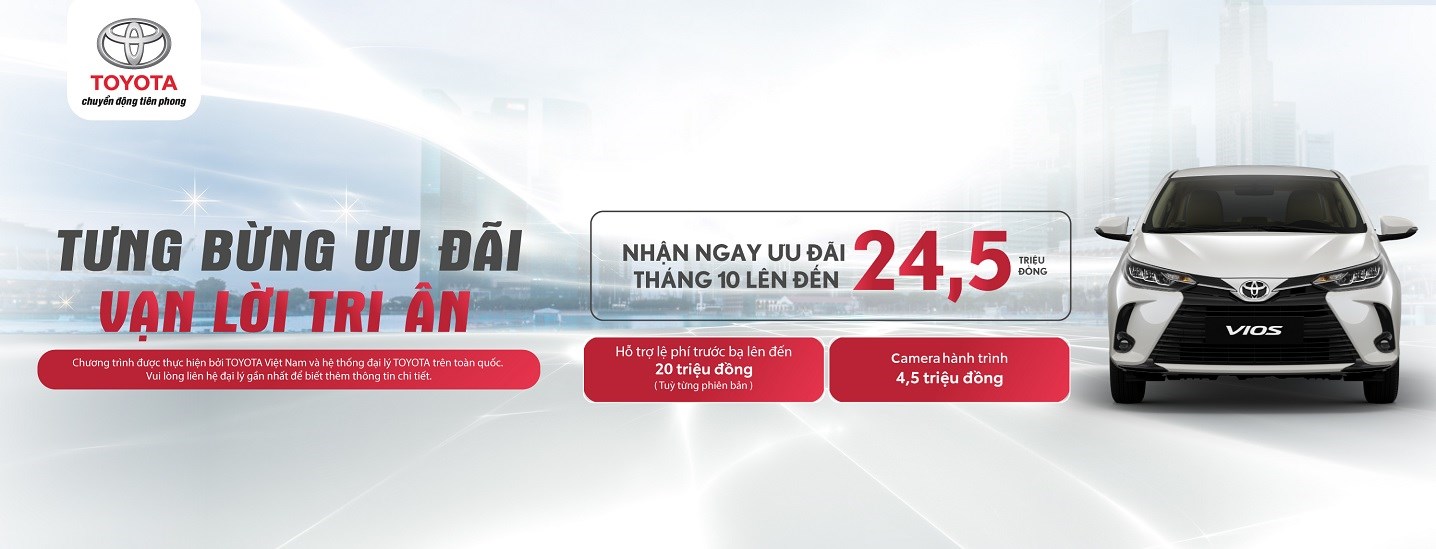 TOYOTA
chuyển động tiên phong
TƯNG BỪNG ƯU ĐÃI
VẠN LỜI TRI ÂN
Chương trình được thực hiện bởi TOYOTA Việt Nam và hệ thống đại lý TOYOTA trên toàn quốc.
Vui lòng liên hệ đại lý gần nhất để biết thêm thông tin chi tiết.
NHẬN NGAY ƯU ĐÃI
THÁNG 10 LÊN ĐẾN
24,5
TRIỆU
ĐỒNG
Hỗ trợ lệ phí trước bạ lên đến
20 triệu đồng
( Tuỳ từng phiên bản )
Camera hành trình
4,5 triệu đồng
VIOS